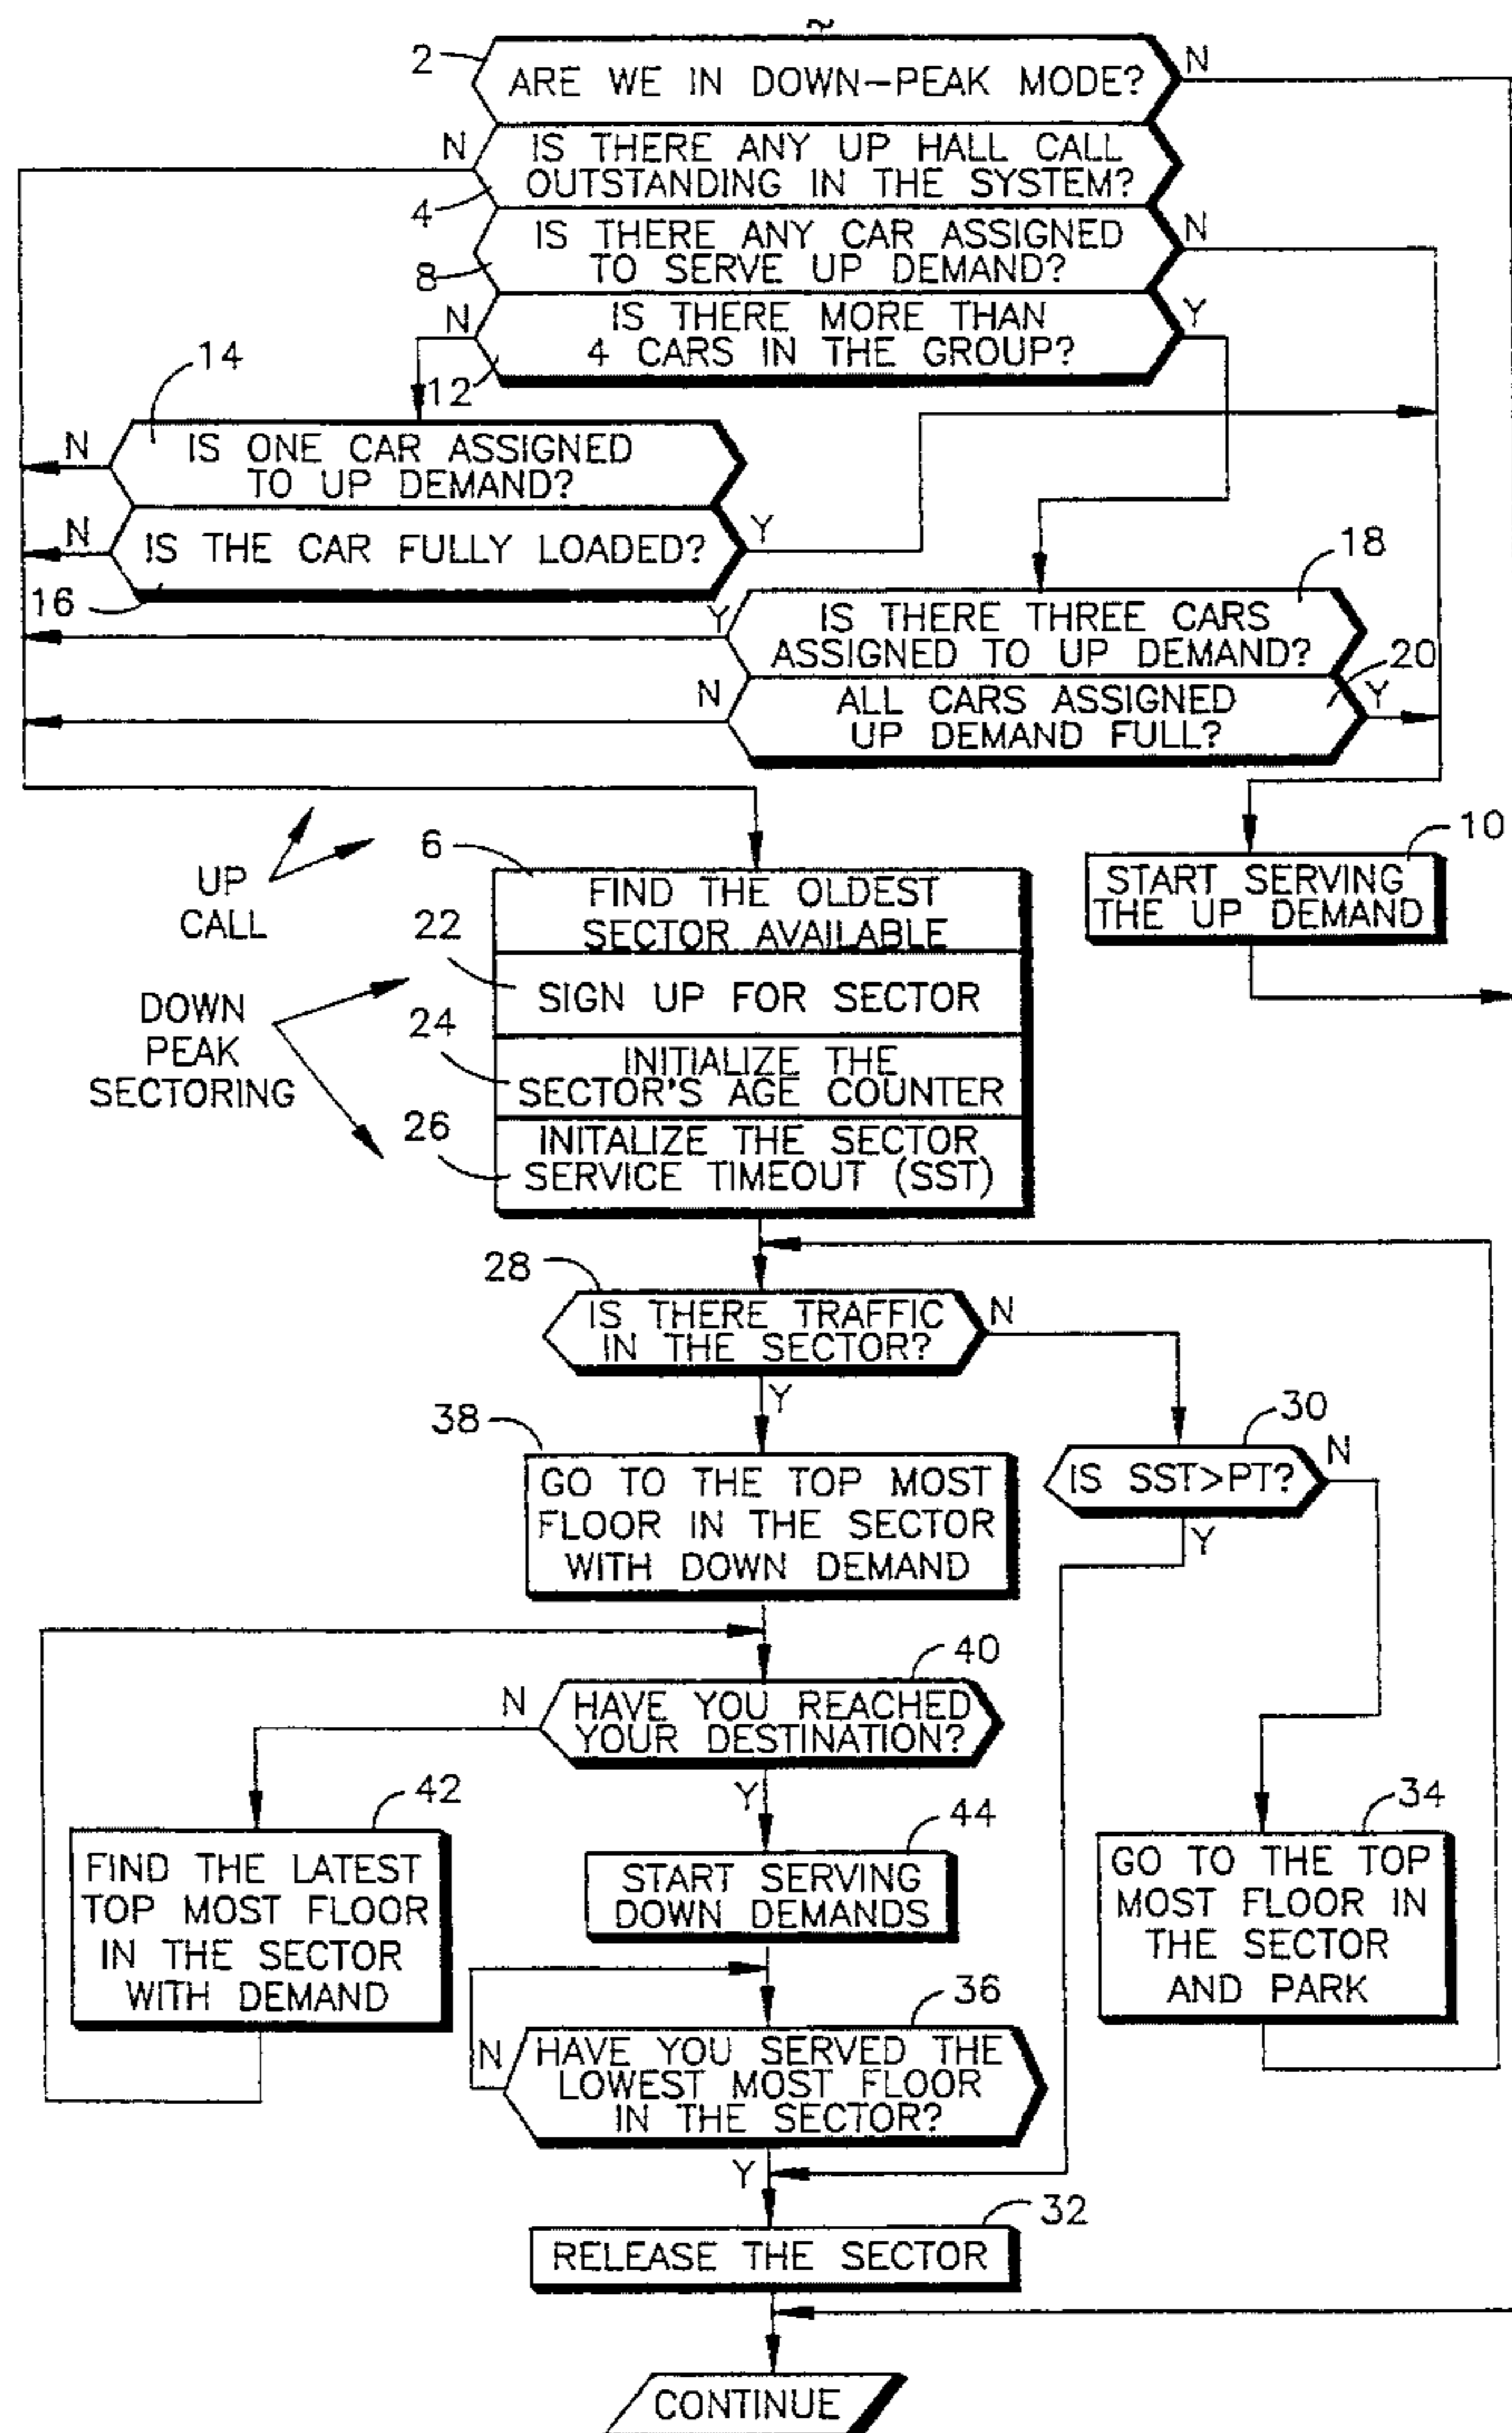 2
ARE WE IN DOWN-PEAK MODE?
N
N
IS THERE ANY UP HALL CALL
OUTSTANDING IN THE SYSTEM?
4
IS THERE ANY CAR ASSIGNED
TO SERVE UP DEMAND?
N
8
N
IS THERE MORE THAN
4 CARS IN THE GROUP?
Y
12
14
N
IS ONE CAR ASSIGNED
TO UP DEMAND?
N
IS THE CAR FULLY LOADED?
Y
16
18
Y
IS THERE THREE CARS
ASSIGNED TO UP DEMAND?
20
N
ALL CARS ASSIGNED
UP DEMAND FULL?
Y
UP
CALL
6
FIND THE OLDEST
SECTOR AVAILABLE
10
START SERVING
THE UP DEMAND
22
SIGN UP FOR SECTOR
DOWN
PEAK
SECTORING
24
INITIALIZE THE
SECTOR'S AGE COUNTER
26
INITALIZE THE SECTOR
SERVICE TIMEOUT (SST)
28
IS THERE TRAFFIC
IN THE SECTOR?
N
Y
38
GO TO THE TOP MOST
FLOOR IN THE SECTOR
WITH DOWN DEMAND
30
IS SST>PT?
N
Y
40
N
HAVE YOU REACHED
YOUR DESTINATION?
Y
42
FIND THE LATEST
TOP MOST FLOOR
IN THE SECTOR
WITH DEMAND
44
START SERVING
DOWN DEMANDS
34
GO TO THE TOP
MOST FLOOR IN
THE SECTOR
AND PARK
36
N
HAVE YOU SERVED THE
LOWEST MOST FLOOR
IN THE SECTOR?
Y
32
RELEASE THE SECTOR
CONTINUE